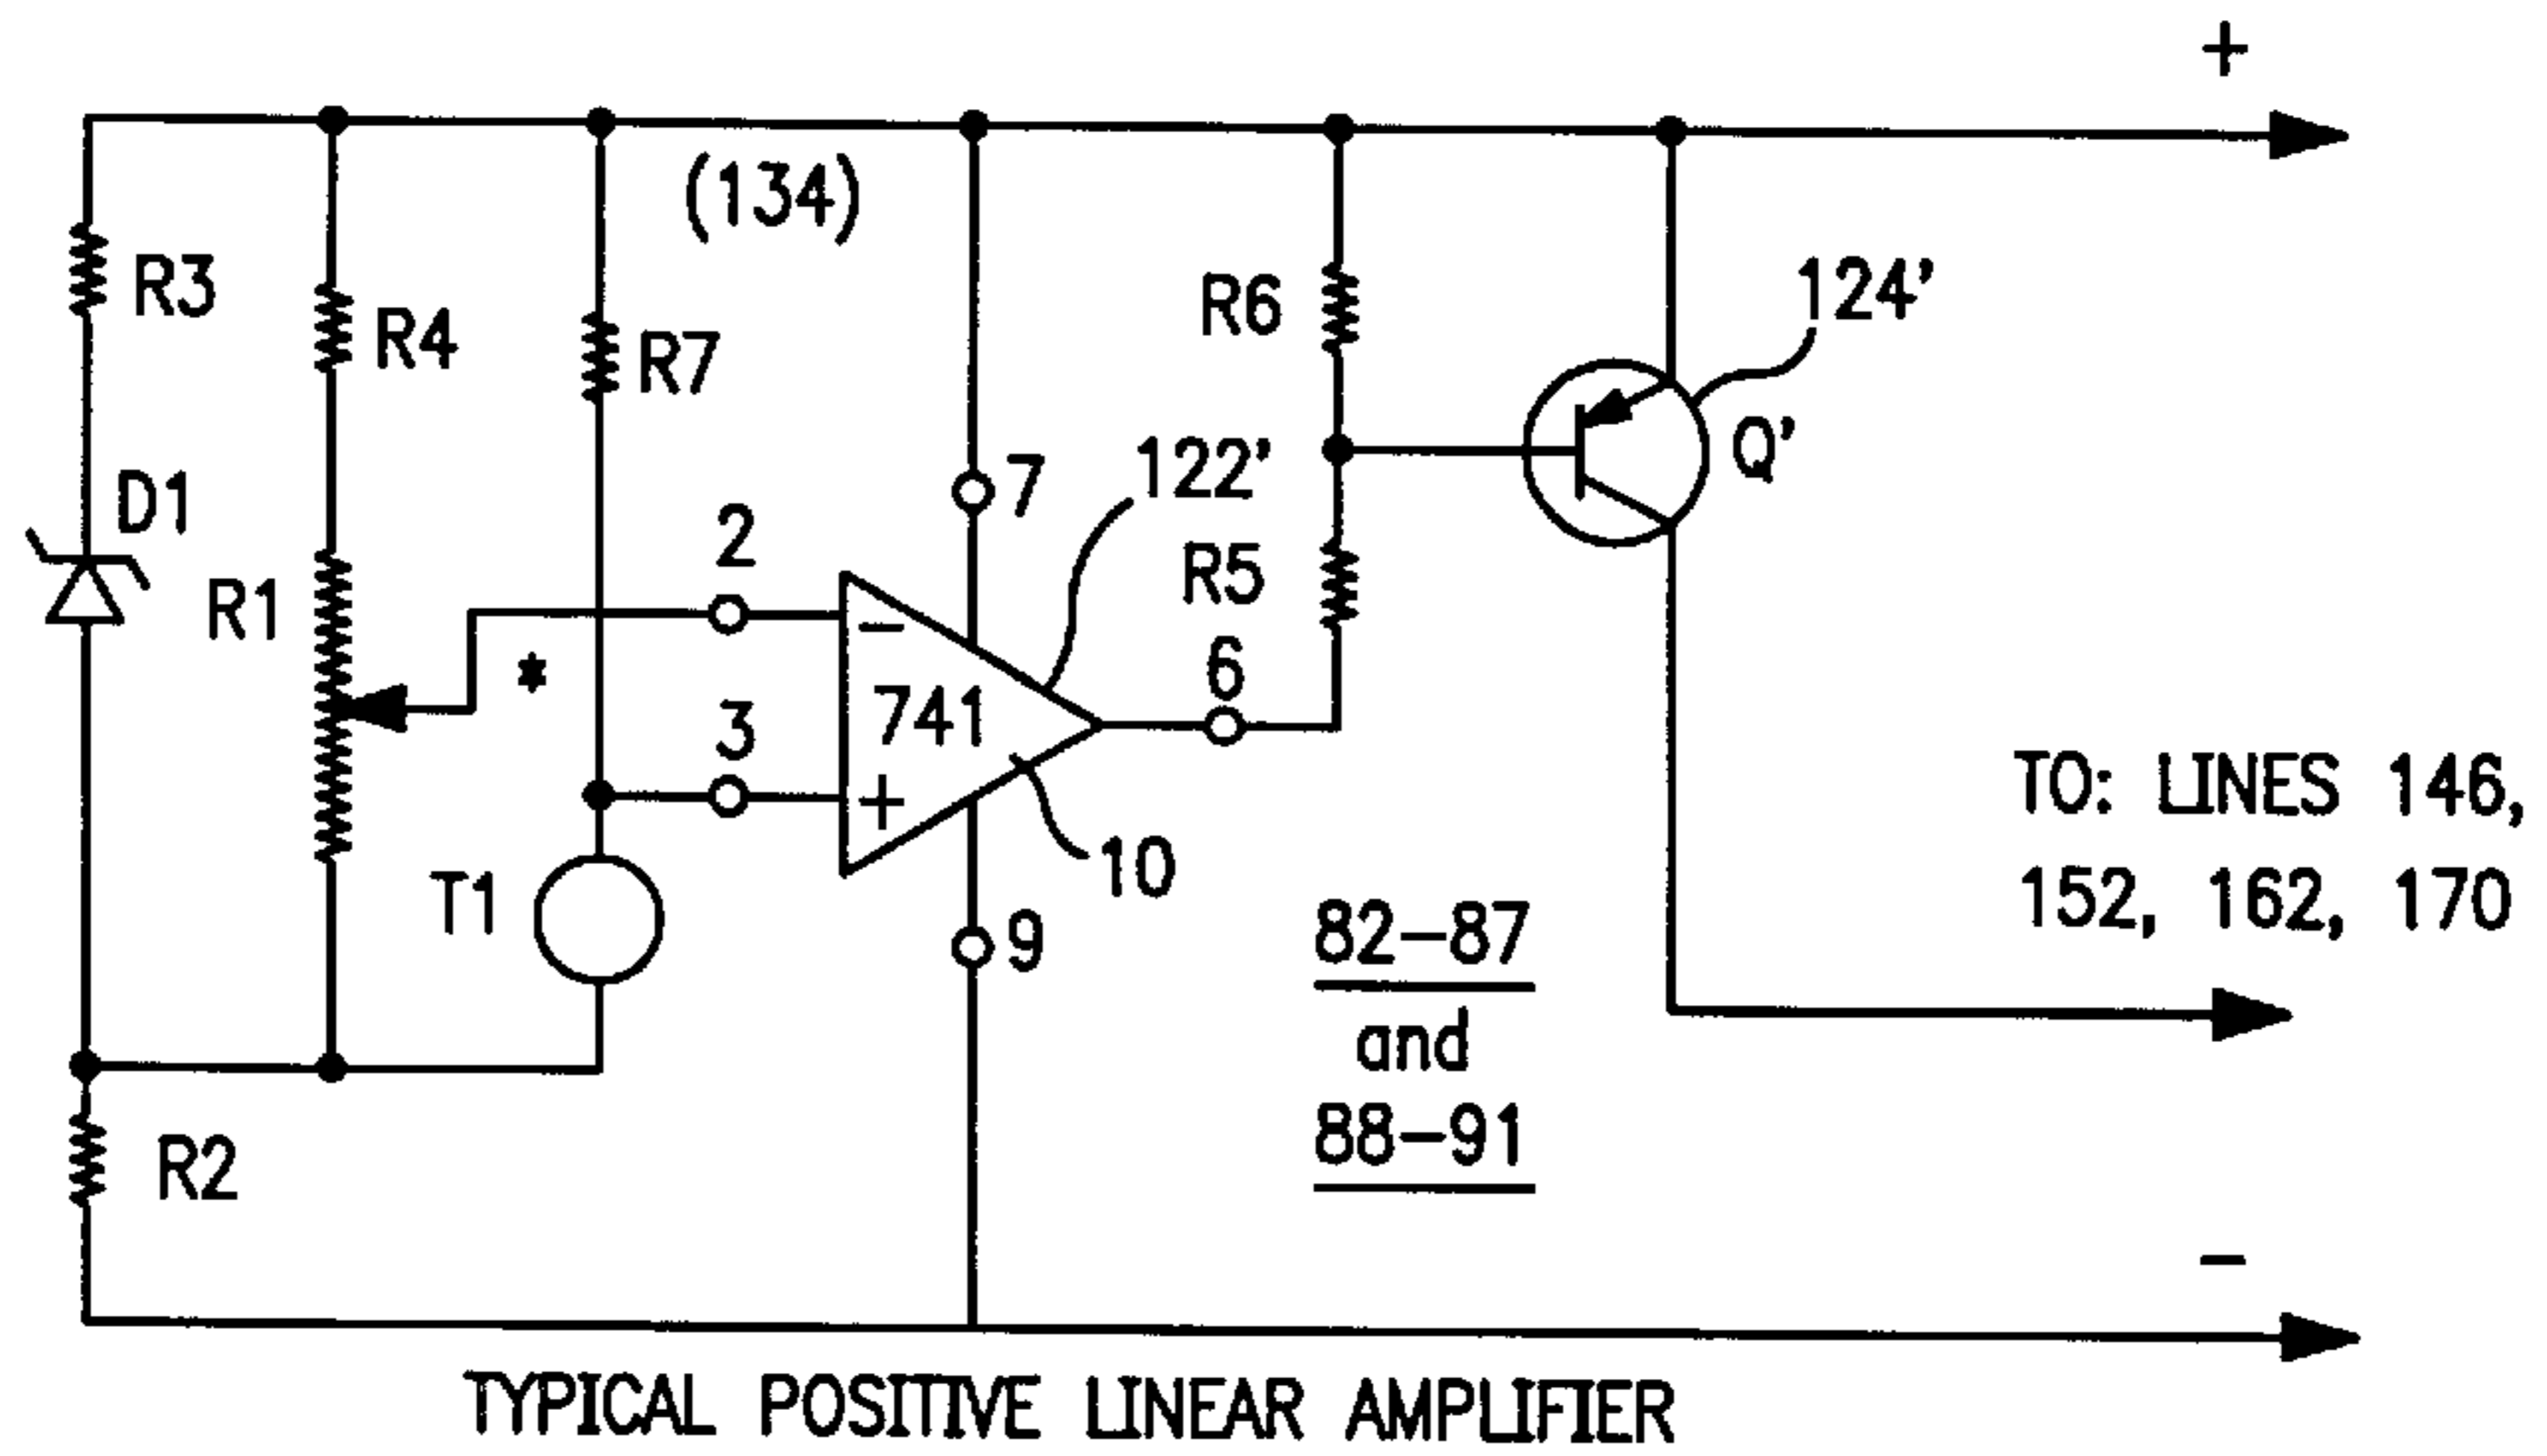 +
(134)
R3
R4
R7
R6
124'
Q'
D1
122'
7
2
R1
R5
*
6
3
−
741
+
10
T1
9
TO: LINES 146,
152, 162, 170
82-87
and
88-91
R2
−
TYPICAL POSITIVE LINEAR AMPLIFIER